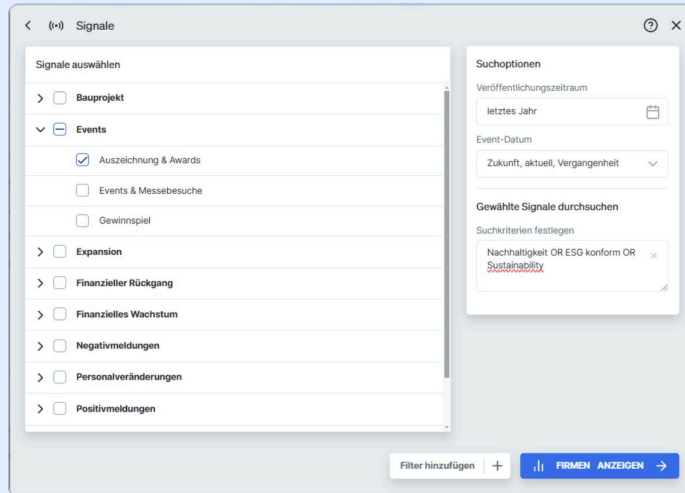 Signale
Signale auswählen
Bauprojekt
Events
Auszeichnung & Awards
Events & Messebesuche
Gewinnspiel
Expansion
Finanzieller Rückgang
Finanzielles Wachstum
Negativmeldungen
Personalveränderungen
Positivmeldungen
Suchoptionen
Veröffentlichungszeitraum
letztes Jahr
Event-Datum
Zukunft, aktuell, Vergangenheit
Gewählte Signale durchsuchen
Suchkriterien festlegen
Nachhaltigkeit OR ESG konform OR
Sustainability
Filter hinzufügen
FIRMEN ANZEIGEN